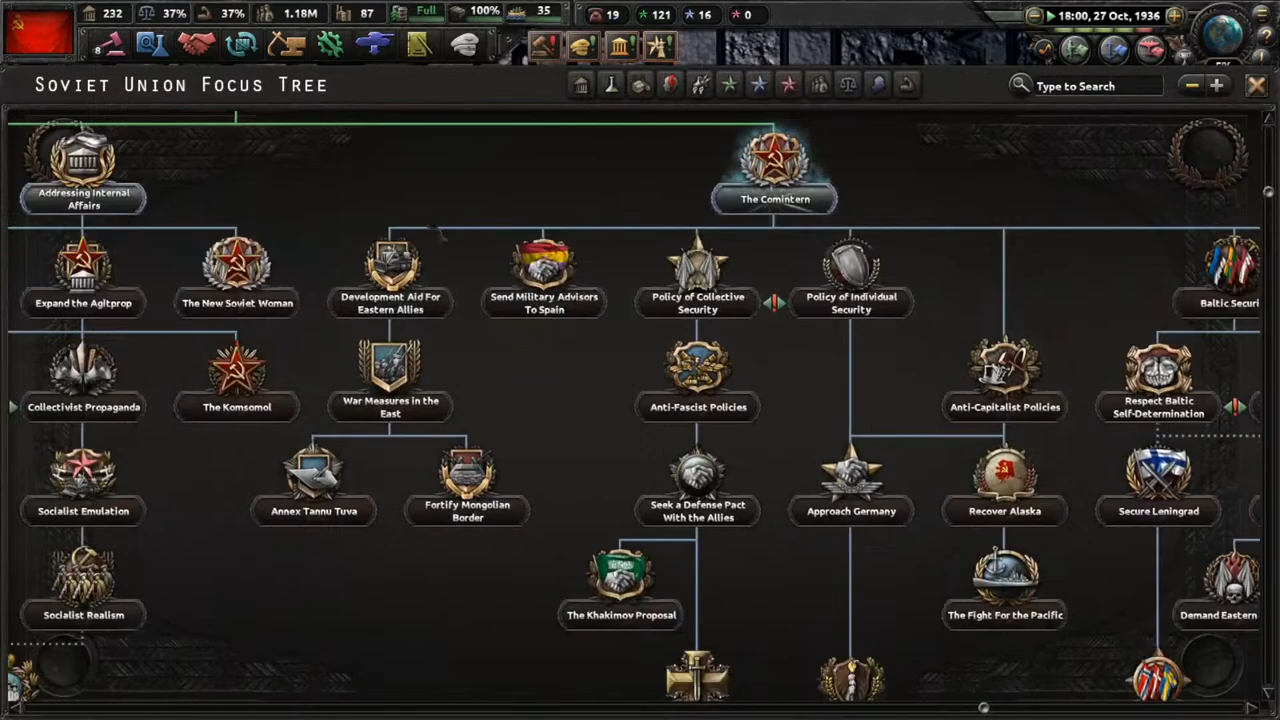 232 37% 37% 1.18M 87 Full 100% 35 19 121 16 0 18:00, 27 Oct, 1936
8
Soviet Union Focus Tree
Type to Search
Addressing Internal
Affairs
The Comintern
Expand the Agitprop
The New Soviet Woman
Development Aid For
Eastern Allies
Send Military Advisors
To Spain
Policy of Collective
Security
Policy of Individual
Security
Baltic Securi
Collectivist Propaganda
The Komsomol
War Measures in the
East
Anti-Fascist Policies
Anti-Capitalist Policies
Respect Baltic
Self-Determination
Socialist Emulation
Annex Tannu Tuva
Fortify Mongolian
Border
Seek a Defense Pact
With the Allies
Approach Germany
Recover Alaska
Secure Leningrad
Socialist Realism
The Khakimov Proposal
The Fight For the Pacific
Demand Eastern